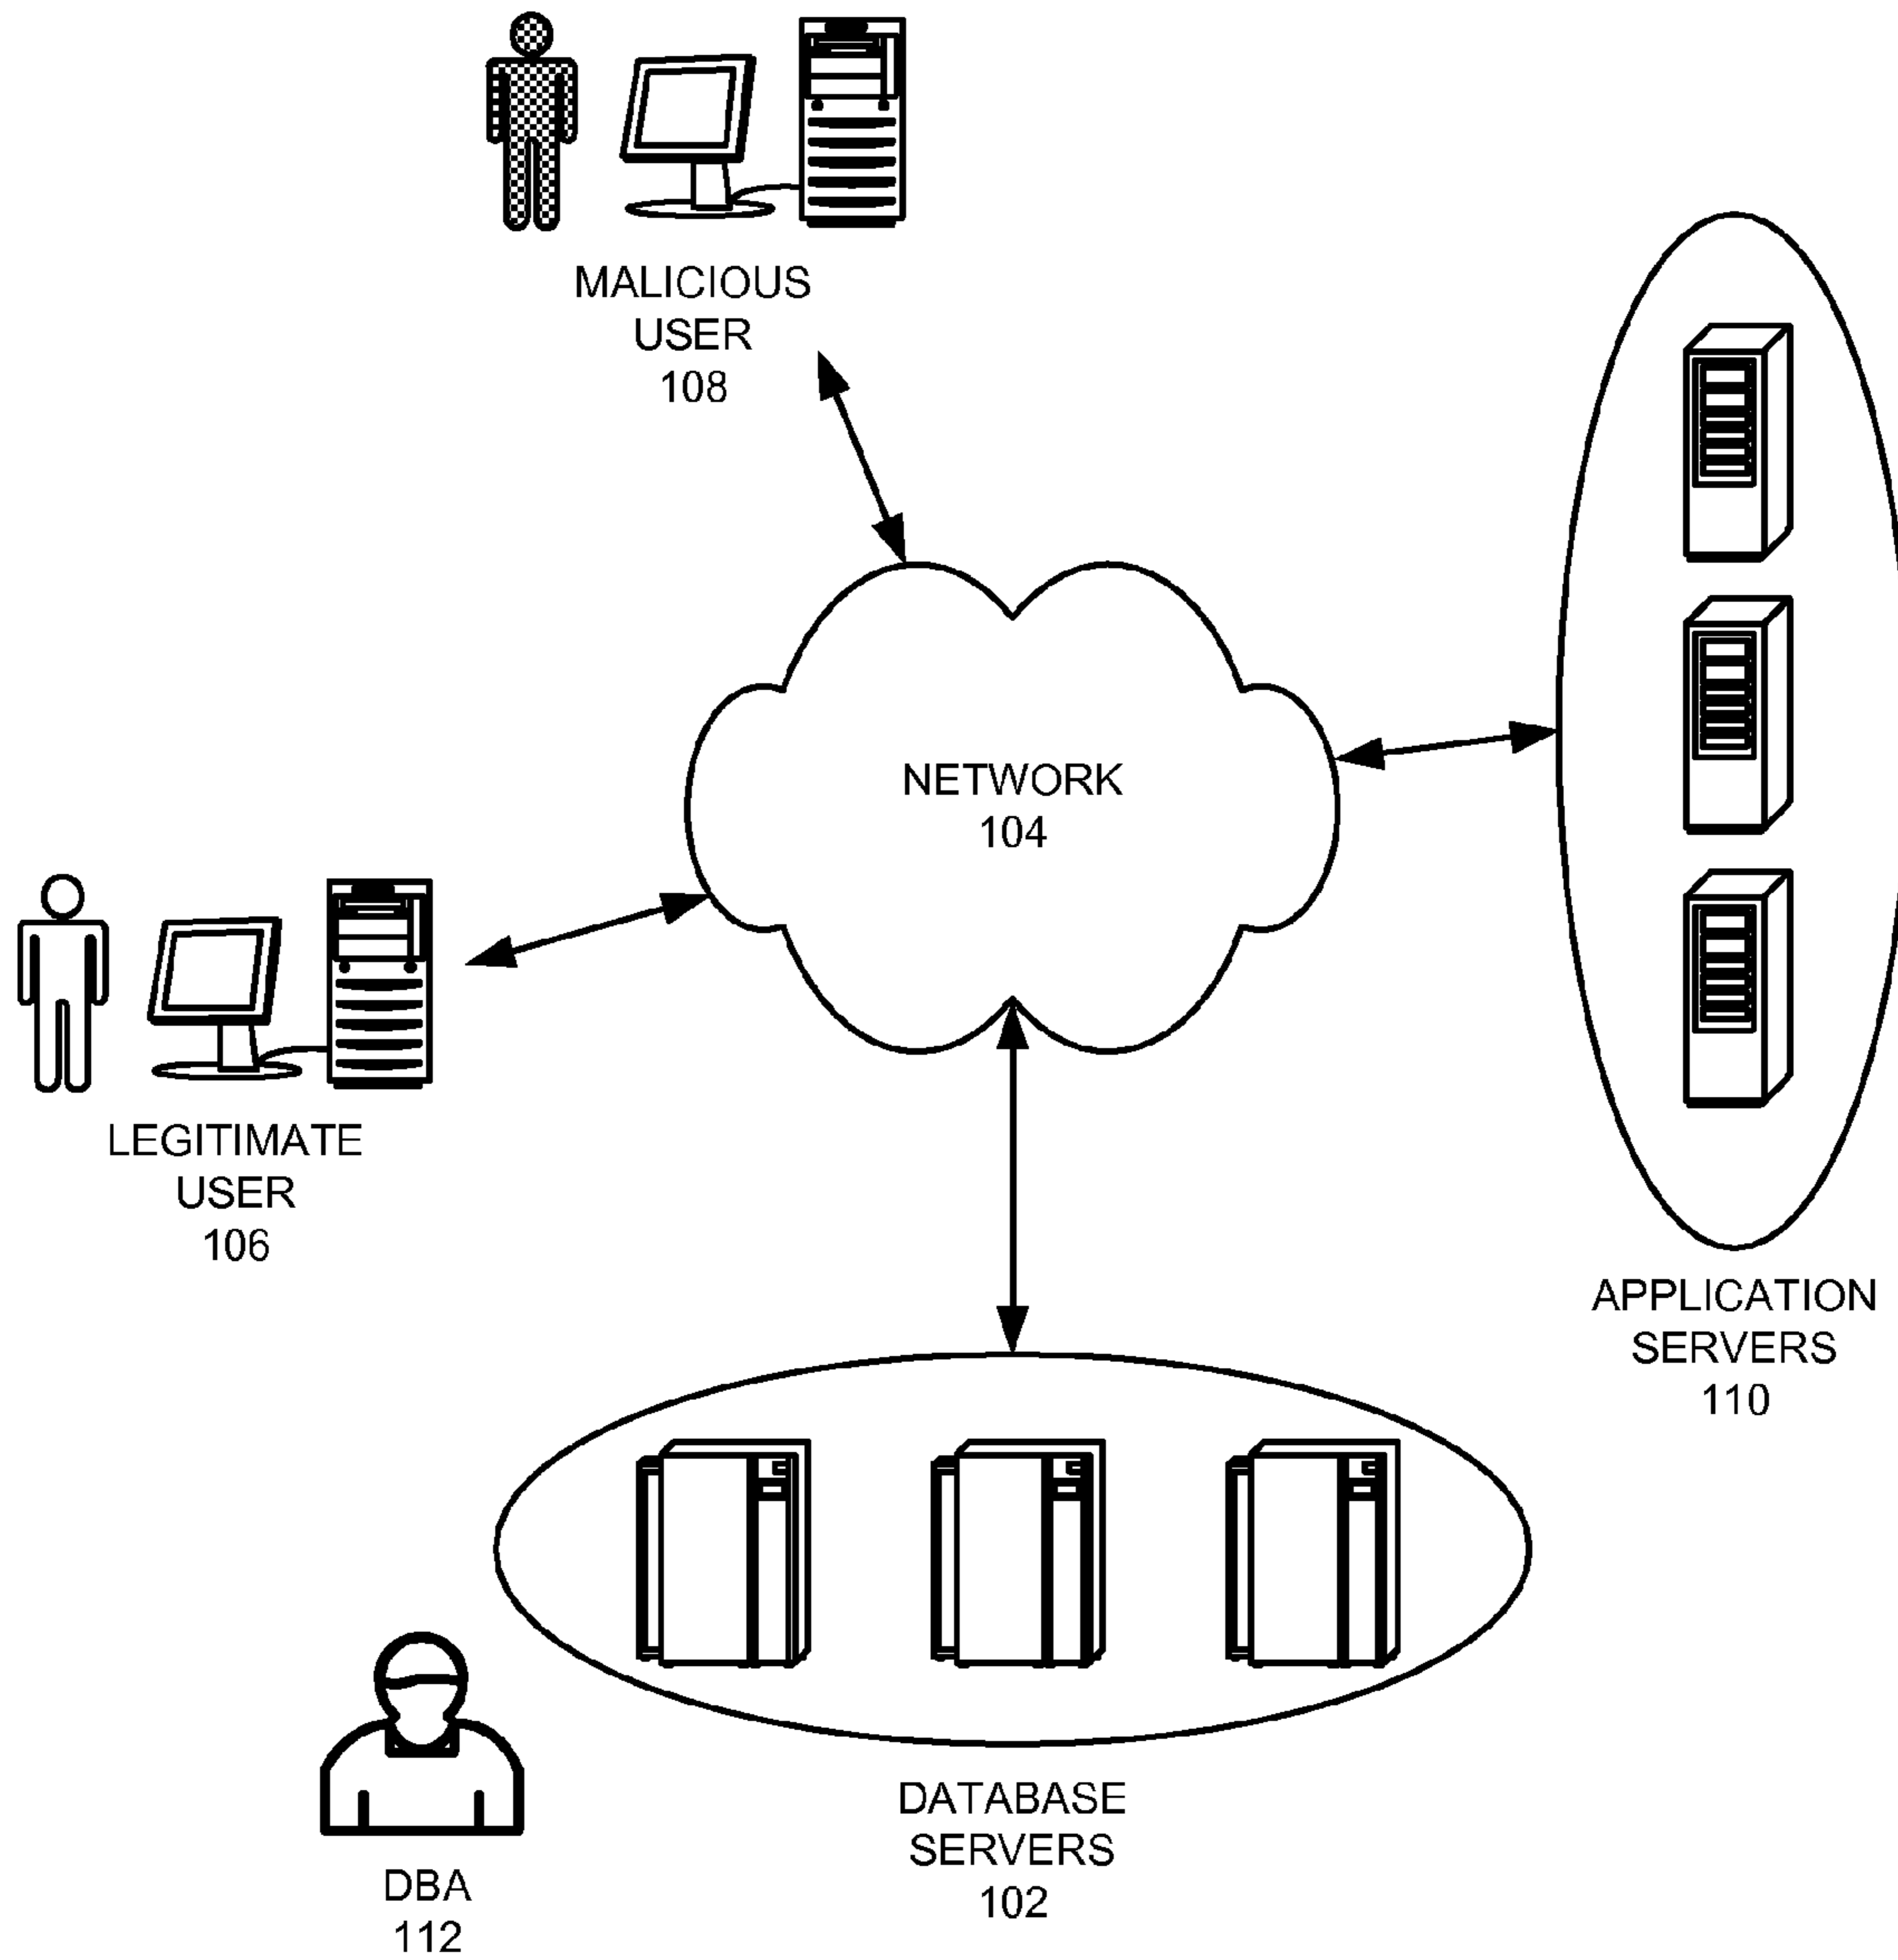 MALICIOUS
USER
108
NETWORK
104
LEGITIMATE
USER
106
APPLICATION
SERVERS
110
DATABASE
SERVERS
102
DBA
112